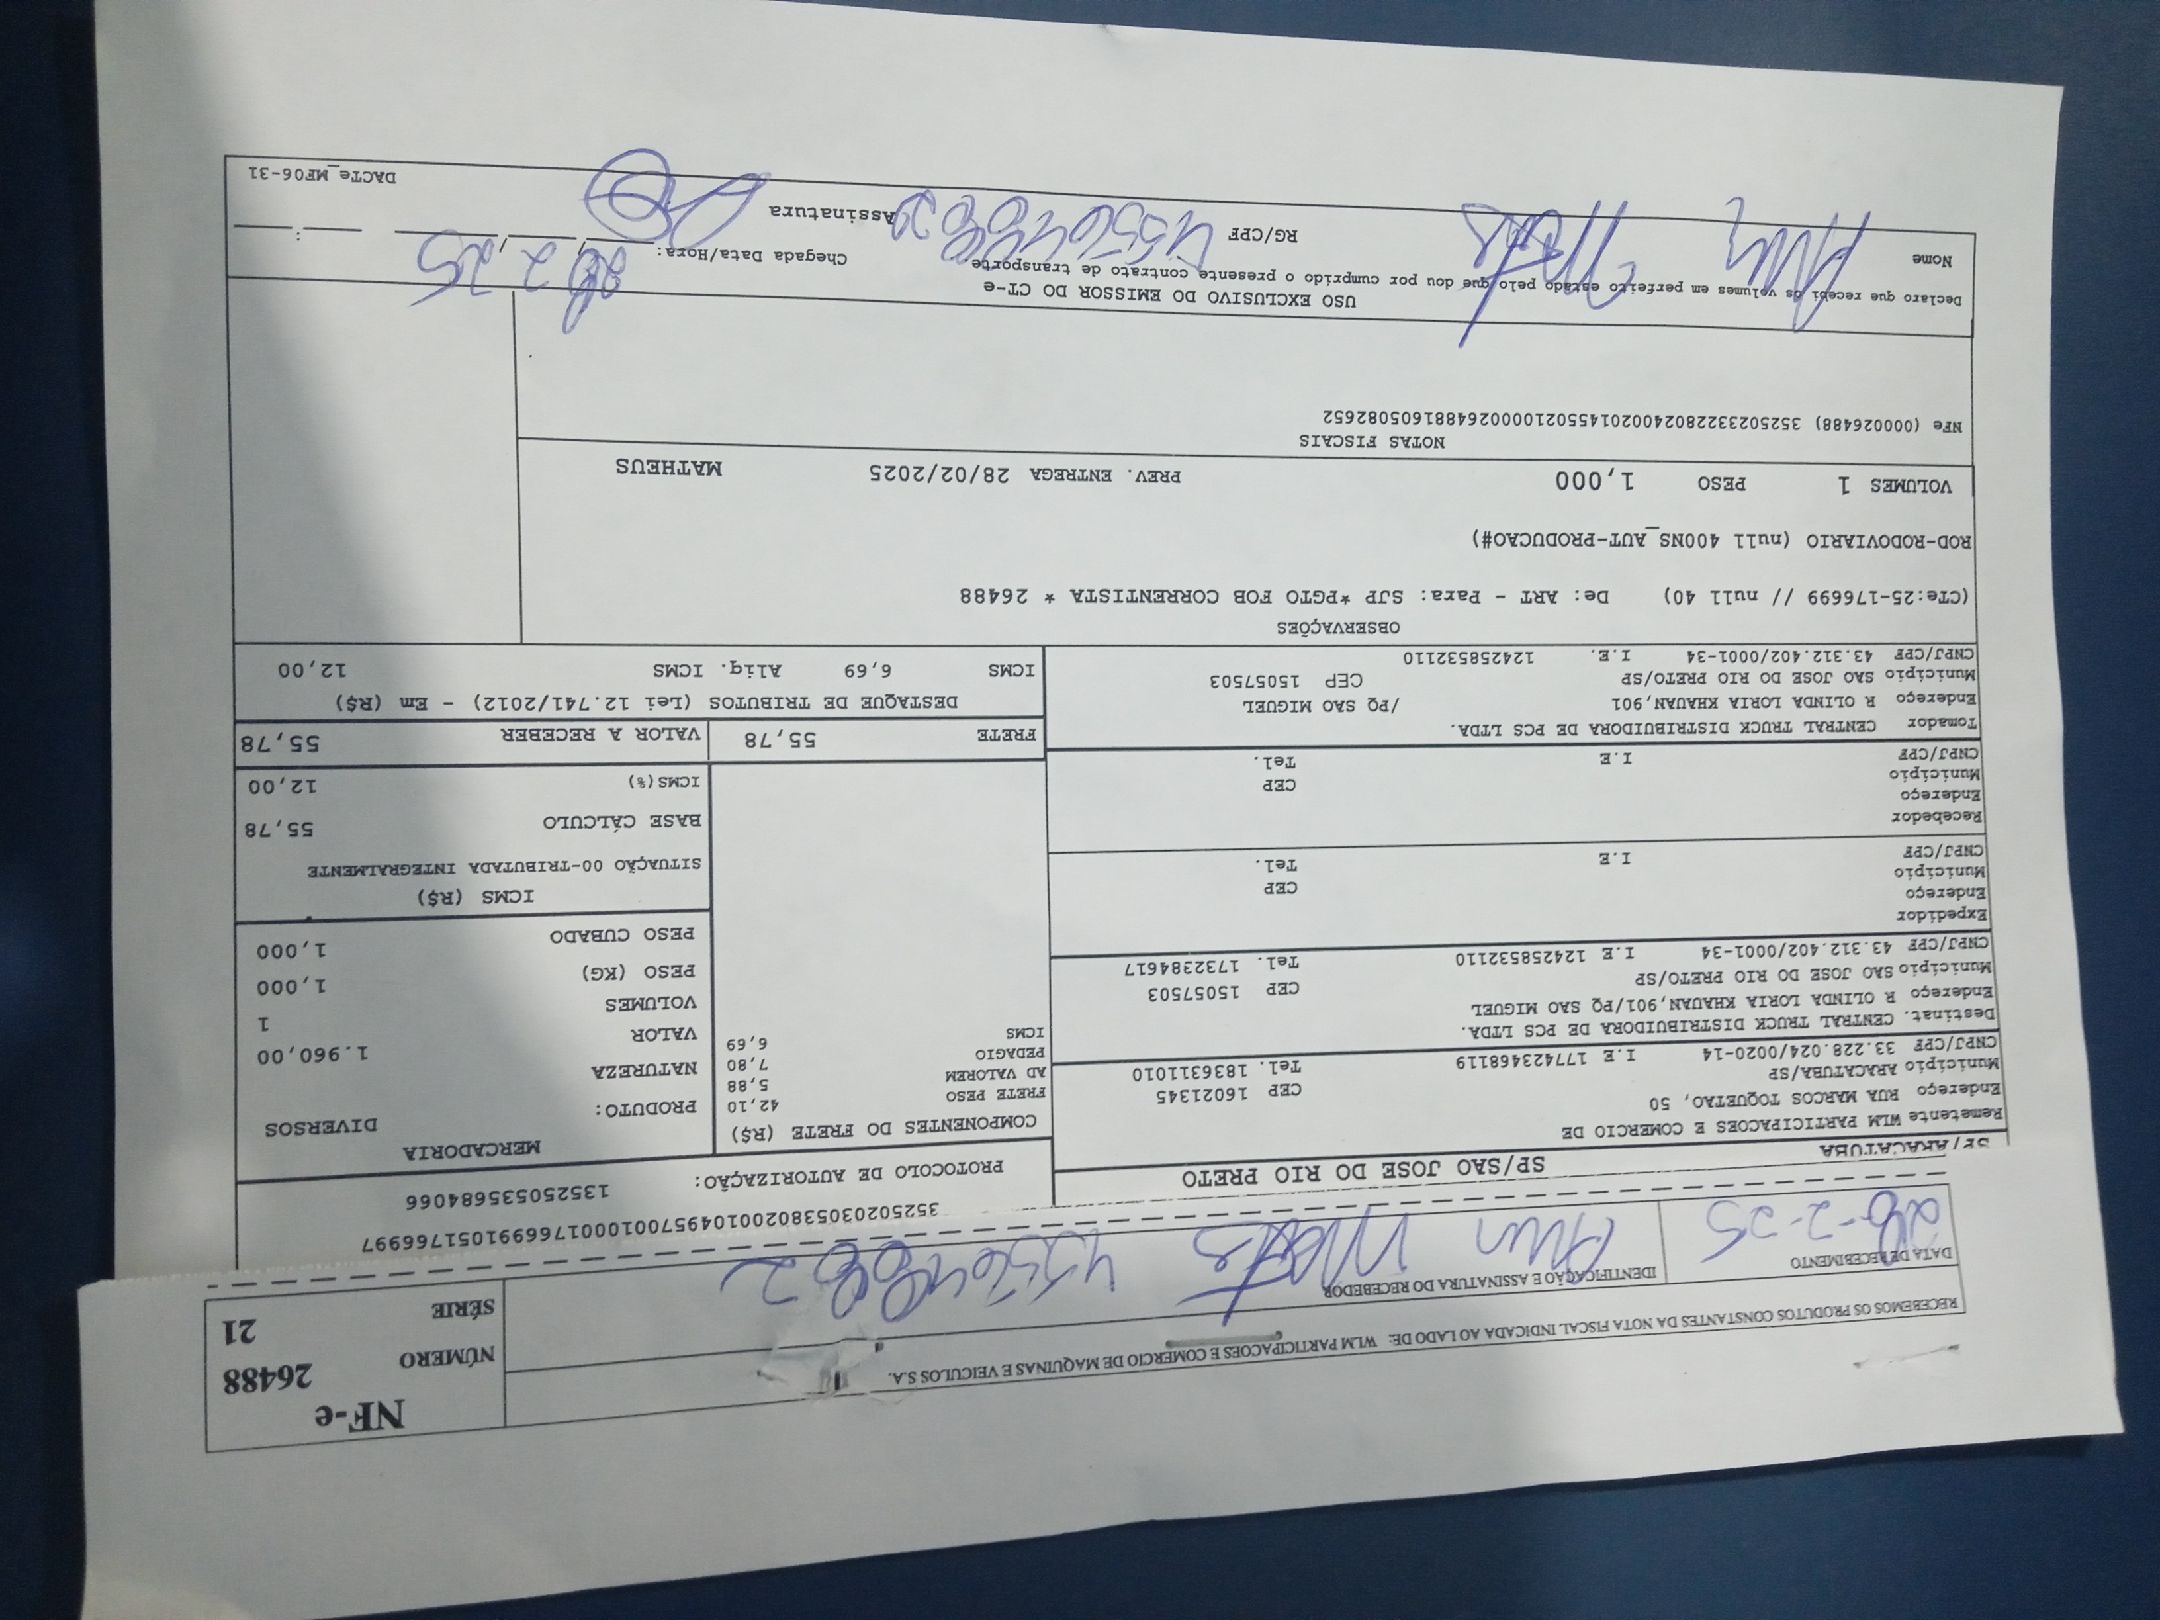 NF-e
NÚMERO 26488
SÉRIE 21
RECEBEMOS OS PRODUTOS CONSTANTES DA NOTA FISCAL INDICADA AO LADO DE: WLM PARTICIPACOES E COMERCIO DE MAQUINAS E VEICULOS S.A.
DATA DE RECEBIMENTO
IDENTIFICAÇÃO E ASSINATURA DO RECEBEDOR
28-2-25
SP/ARACATUBA SP/SAO JOSE DO RIO PRETO
35250203053802001049570010001766991051766997
PROTOCOLO DE AUTORIZAÇÃO: 135250535684066
Remetente WLM PARTICIPACOES E COMERCIO DE
Endereço RUA MARCOS TOQUETAO, 50 CEP 16021345
Município ARACATUBA/SP Tel. 1836311010
CNPJ/CPF 33.228.024/0020-14 I.E 177423468119
Destinat. CENTRAL TRUCK DISTRIBUIDORA DE PCS LTDA.
Endereço R OLINDA LORIA KHAUAN,901/PQ SAO MIGUEL
Município SAO JOSE DO RIO PRETO/SP CEP 15057503
CNPJ/CPF 43.312.402/0001-34 I.E 124258532110 Tel. 1732384617
Expedidor
Endereço
Município CEP
CNPJ/CPF I.E Tel.
Recebedor
Endereço
Município CEP
CNPJ/CPF I.E Tel.
Tomador CENTRAL TRUCK DISTRIBUIDORA DE PCS LTDA.
Endereço R OLINDA LORIA KHAUAN,901 /PQ SAO MIGUEL
Município SAO JOSE DO RIO PRETO/SP CEP 15057503
CNPJ/CPF 43.312.402/0001-34 I.E. 124258532110
COMPONENTES DO FRETE (R$)
FRETE PESO 42,10
AD VALOREM 5,88
PEDAGIO 7,80
ICMS 6,69
FRETE 55,78
MERCADORIA
PRODUTO: DIVERSOS
NATUREZA
VALOR 1.960,00
VOLUMES 1
PESO (KG) 1,000
PESO CUBADO 1,000
ICMS (R$)
SITUAÇÃO 00-TRIBUTADA INTEGRALMENTE
BASE CÁLCULO 55,78
ICMS(%) 12,00
VALOR A RECEBER 55,78
DESTAQUE DE TRIBUTOS (Lei 12.741/2012) - Em (R$)
ICMS 6,69 Aliq. ICMS 12,00
OBSERVAÇÕES
(CTe:25-176699 // null 40) De: ART - Para: SJP *PGTO FOB CORRENTISTA * 26488
ROD-RODOVIARIO (null 400NS_AUT-PRODUCAO#)
VOLUMES 1 PESO 1,000 PREV. ENTREGA 28/02/2025 MATHEUS
NOTAS FISCAIS
NFe (000026488) 35250233228024002014550210000264881605082652
USO EXCLUSIVO DO EMISSOR DO CT-e
Declaro que recebi os volumes em perfeito estado pelo que dou por cumprido o presente contrato de transporte
Chegada Data/Hora: 28 2 25
Nome RG/CPF Assinatura
DACTe_MF06-31